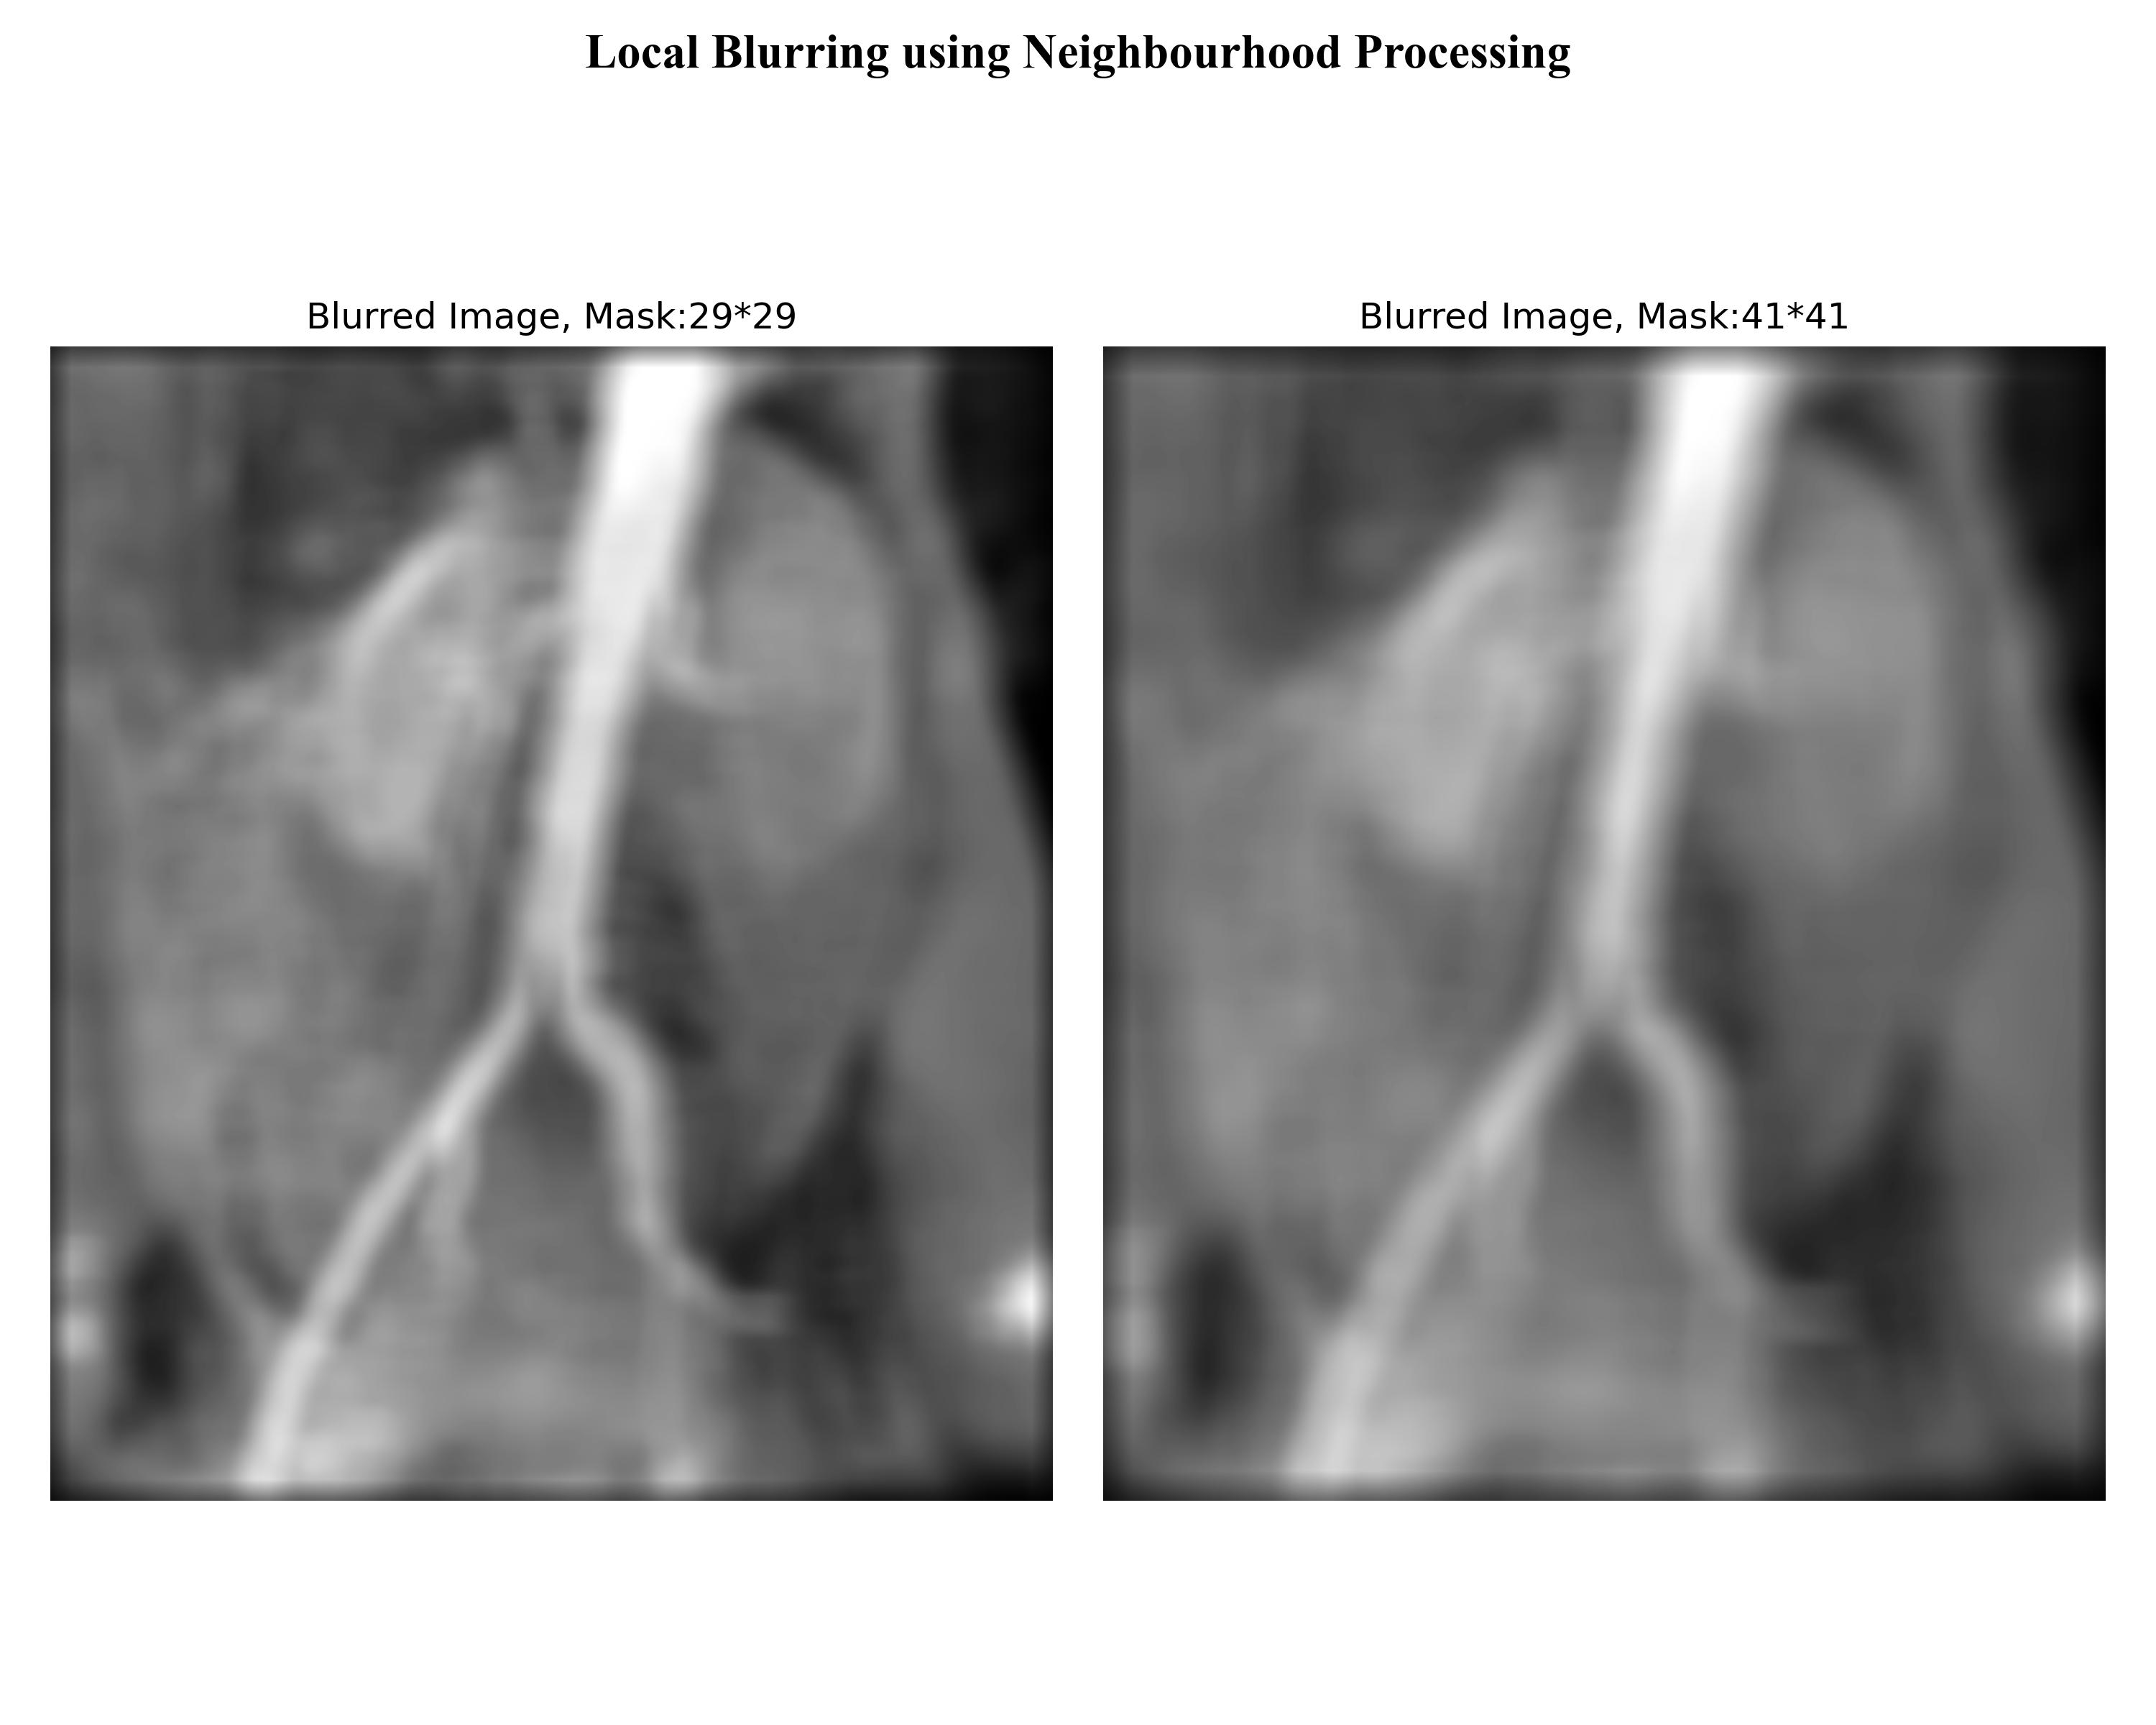 Local Blurring using Neighbourhood Processing
Blurred Image, Mask:29*29
Blurred Image, Mask:41*41